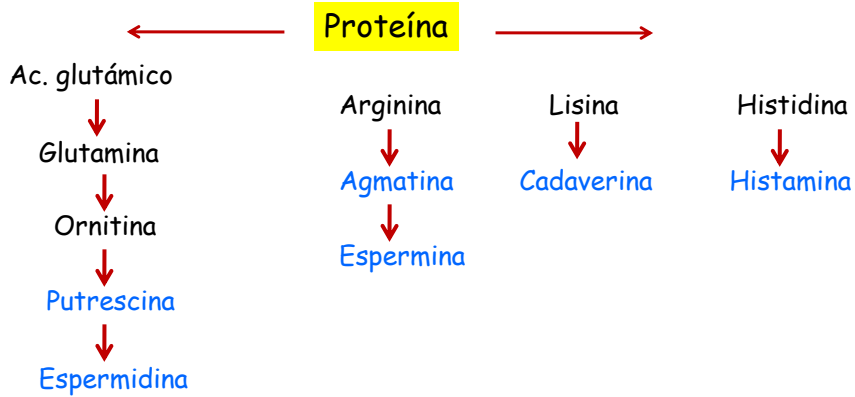 Proteína
Ac. glutámico
Glutamina
Ornitina
Putrescina
Espermidina
Arginina
Agmatina
Espermina
Lisina
Cadaverina
Histidina
Histamina